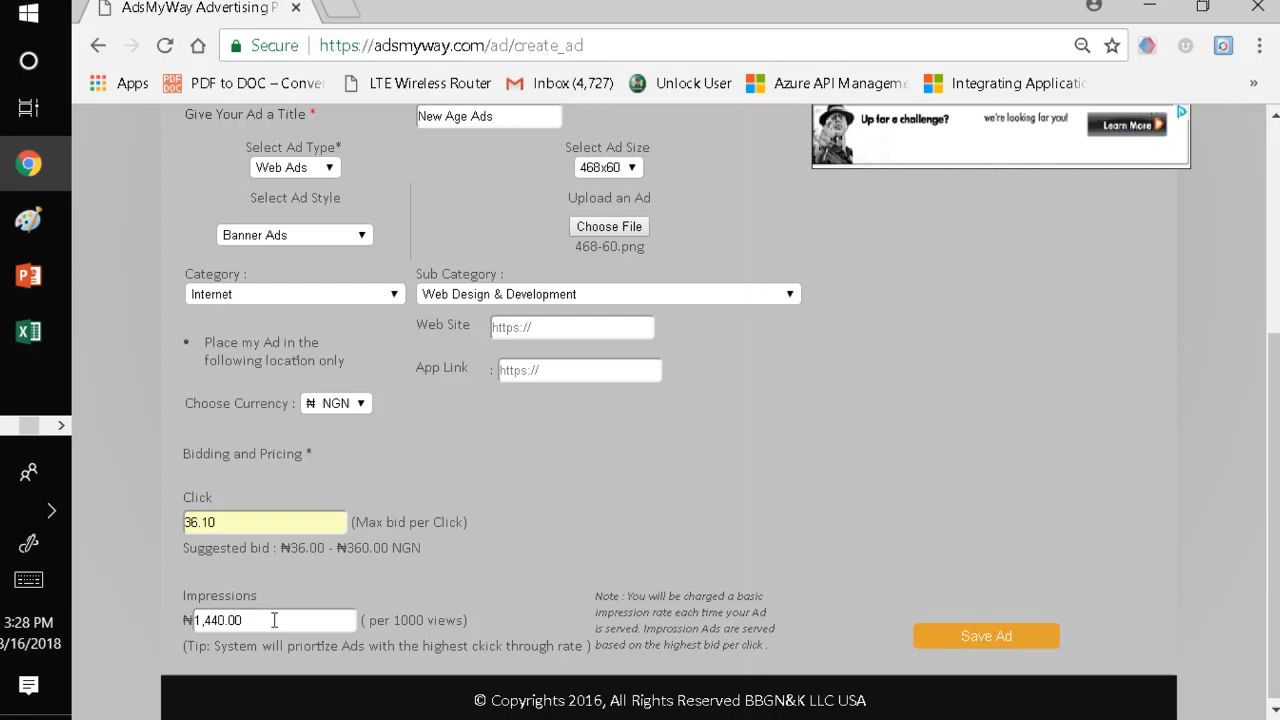 AdsMyWay Advertising P
Secure
https://adsmyway.com/ad/create_ad
Apps
PDF to DOC – Conver
LTE Wireless Router
Inbox (4,727)
Unlock User
Azure API Managem
Integrating Applicati
»
Give Your Ad a Title *
New Age Ads
Up for a challenge?
we're looking for you!
Learn More
Select Ad Type*
Select Ad Size
Web Ads
468x60
Select Ad Style
Upload an Ad
Banner Ads
Choose File
468-60.png
Category :
Sub Category :
Internet
Web Design & Development
Web Site
https://
• Place my Ad in the
following location only
App Link
: https://
Choose Currency :
₦ NGN
Bidding and Pricing *
Click
36.10
(Max bid per Click)
Suggested bid : ₦36.00 - ₦360.00 NGN
Impressions
₦1,440.00
( per 1000 views)
(Tip: System will priortize Ads with the highest ckick through rate )
Note : You will be charged a basic
impression rate each time your Ad
is served. Improssion Ads are served
based on the highest bid per click .
Save Ad
© Copyrights 2016, All Rights Reserved BBGN&K LLC USA
3:28 PM
3/16/2018